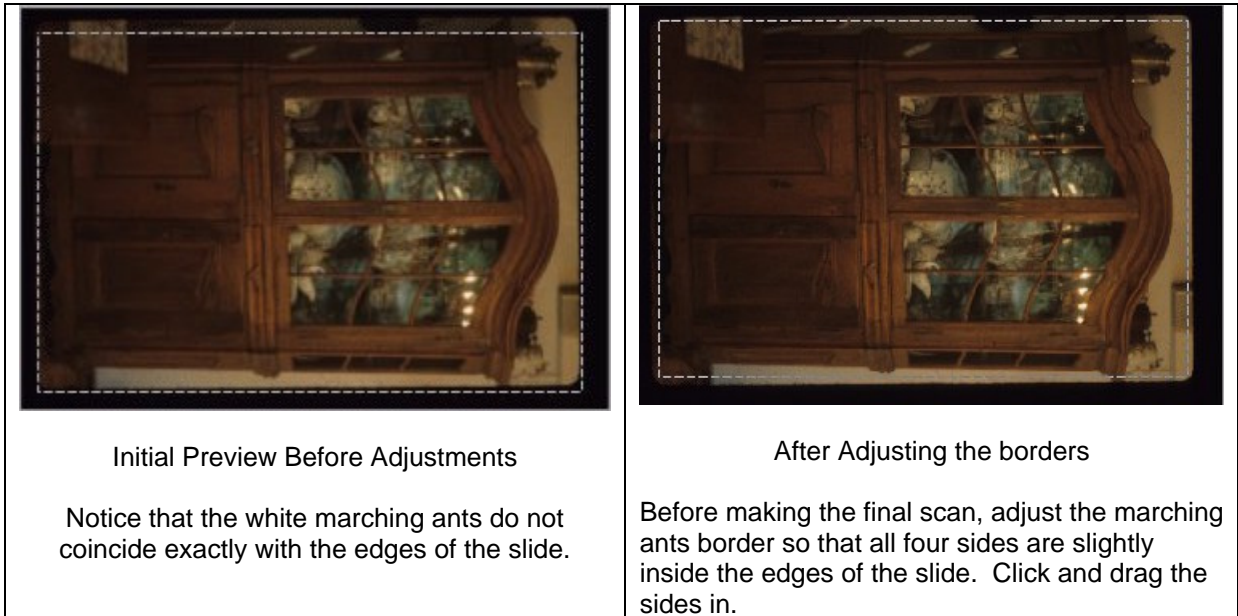 Initial Preview Before Adjustments
Notice that the white marching ants do not
coincide exactly with the edges of the slide.
After Adjusting the borders
Before making the final scan, adjust the marching
ants border so that all four sides are slightly
inside the edges of the slide.  Click and drag the
sides in.